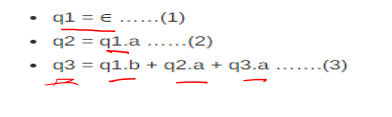 • q1 = ∈ ......(1)
• q2 = q1.a ......(2)
• q3 = q1.b + q2.a + q3.a .......(3)